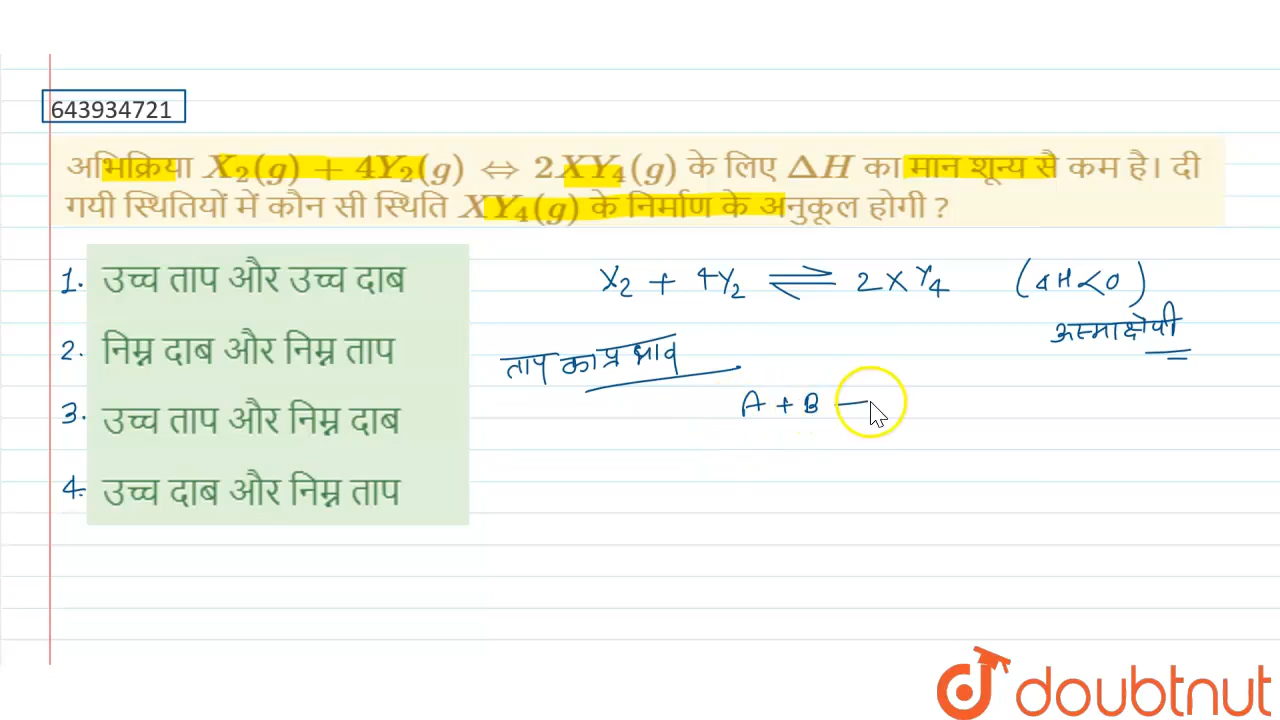 643934721
अभिक्रिया X₂(g) + 4Y₂(g) ⇔ 2XY₄(g) के लिए ΔH का मान शून्य सै कम है। दी
गयी स्थितियों में कौन सी स्थिति XY₄(g) के निर्माण के अनुकूल होगी ?
1. उच्च ताप और उच्च दाब
2. निम्न दाब और निम्न ताप
3. उच्च ताप और निम्न दाब
4. उच्च दाब और निम्न ताप
X₂ + 4Y₂ ⇌ 2XY₄ (ΔH<0)
ऊष्माक्षेपी
ताप का प्रभाव
A + B —
doubtnut